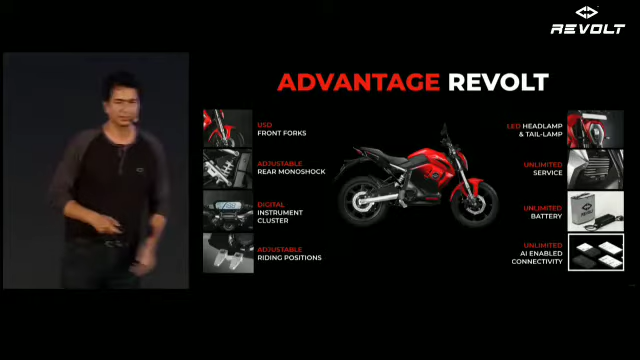 REVOLT
ADVANTAGE REVOLT
USD
FRONT FORKS
ADJUSTABLE
REAR MONOSHOCK
DIGITAL
INSTRUMENT
CLUSTER
ADJUSTABLE
RIDING POSITIONS
LED HEADLAMP
& TAIL-LAMP
UNLIMITED
SERVICE
UNLIMITED
BATTERY
UNLIMITED
AI ENABLED
CONNECTIVITY